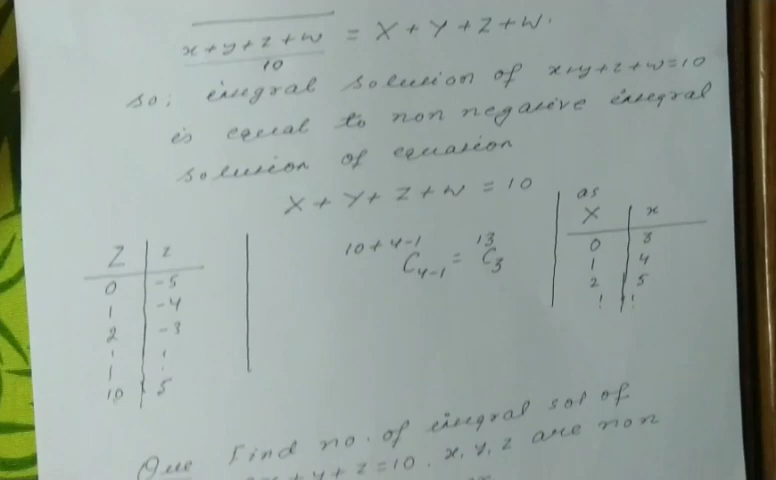 x+y+z+w = X+Y+Z+W.
10
so; integral solution of x+y+z+w=10
is equal to non negative integral
solution of equation
X+Y+Z+W = 10
10+4-1C4-1 = 13C3
Z | z
0 | -5
1 | -4
2 | -3
10 | 5
as
X | x
0 | 3
1 | 4
2 | 5
Que Find no. of integral sol of
x+y+z=10. x, y, z are non